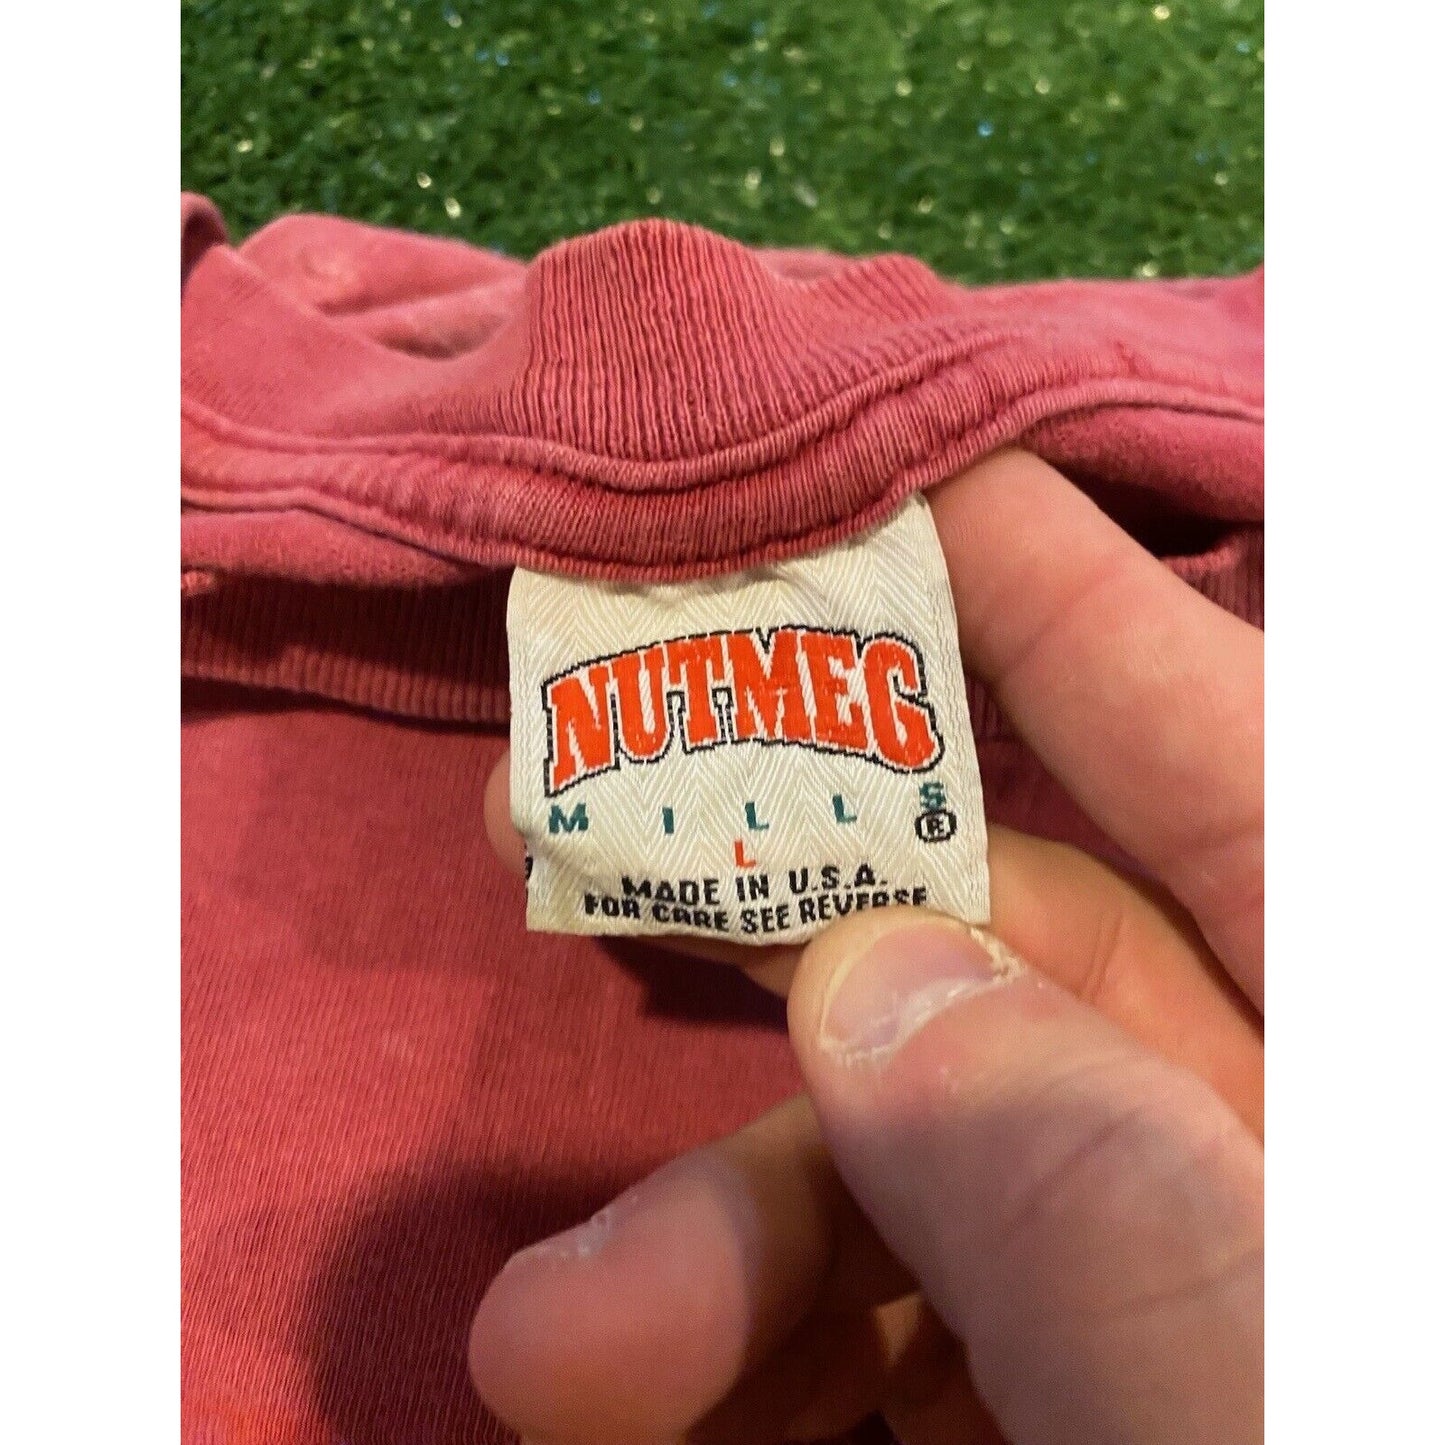 NUTMEG
MILLS®
L
MADE IN U.S.A.
FOR CARE SEE REVERSE